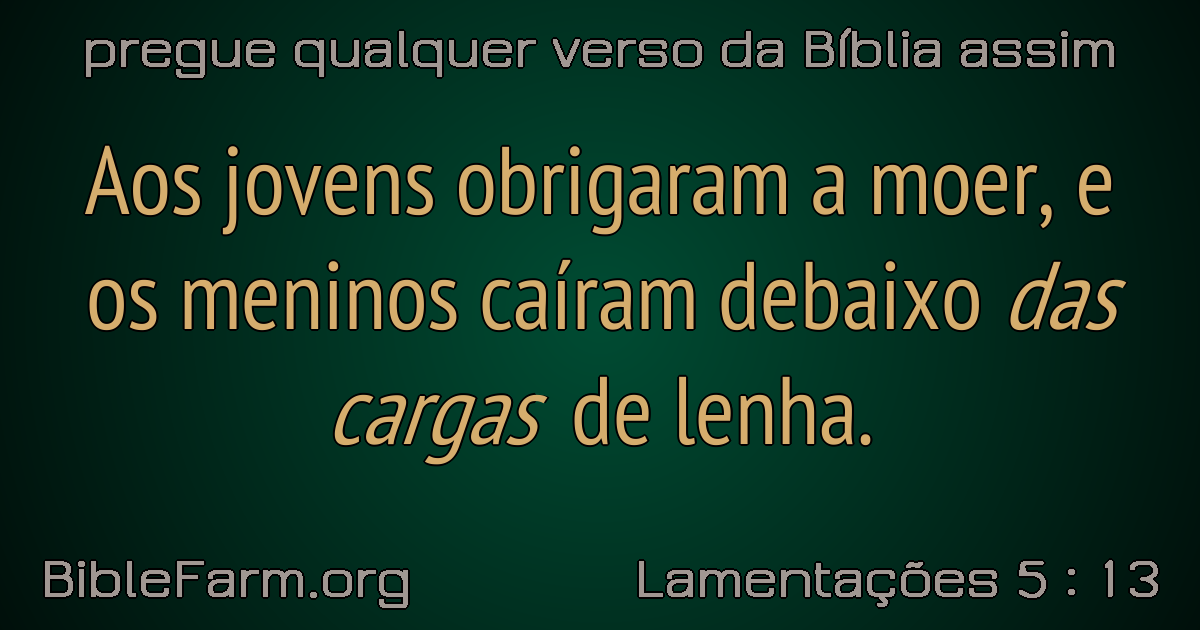 pregue qualquer verso da Bíblia assim
Aos jovens obrigaram a moer, e
os meninos caíram debaixo das
cargas de lenha.
BibleFarm.org
Lamentações 5 : 13